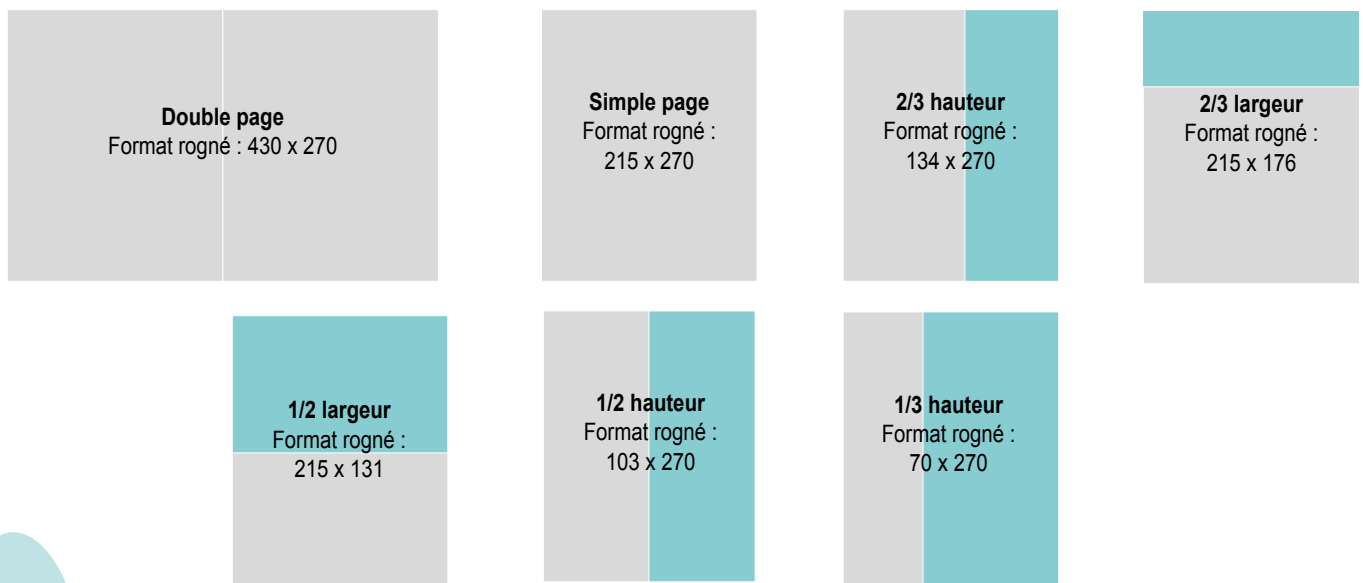 Double page
Format rogné : 430 x 270
Simple page
Format rogné :
215 x 270
2/3 hauteur
Format rogné :
134 x 270
2/3 largeur
Format rogné :
215 x 176
1/2 largeur
Format rogné :
215 x 131
1/2 hauteur
Format rogné :
103 x 270
1/3 hauteur
Format rogné :
70 x 270